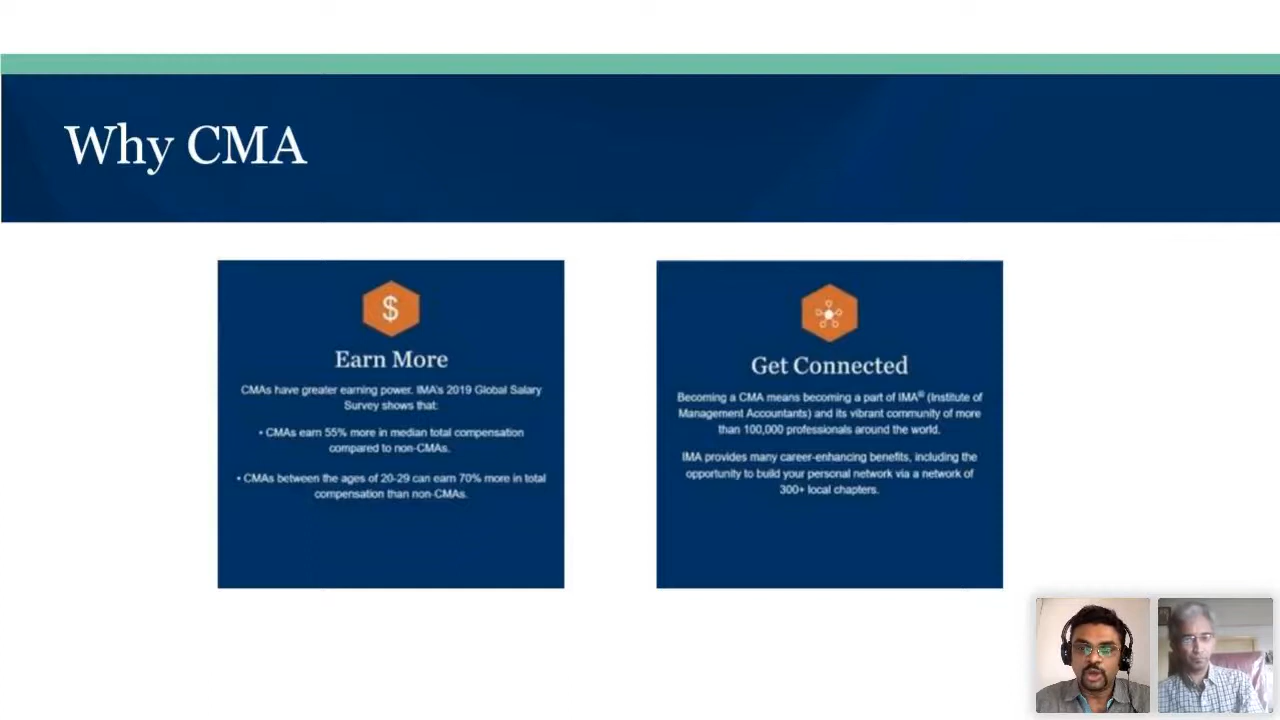 Why CMA
$
Earn More
CMAs have greater earning power. IMA's 2019 Global Salary
Survey shows that:
• CMAs earn 55% more in median total compensation
compared to non-CMAs.
• CMAs between the ages of 20-29 can earn 70% more in total
compensation than non-CMAs.
Get Connected
Becoming a CMA means becoming a part of IMA® (Institute of
Management Accountants) and its vibrant community of more
than 100,000 professionals around the world.
IMA provides many career-enhancing benefits, including the
opportunity to build your personal network via a network of
300+ local chapters.